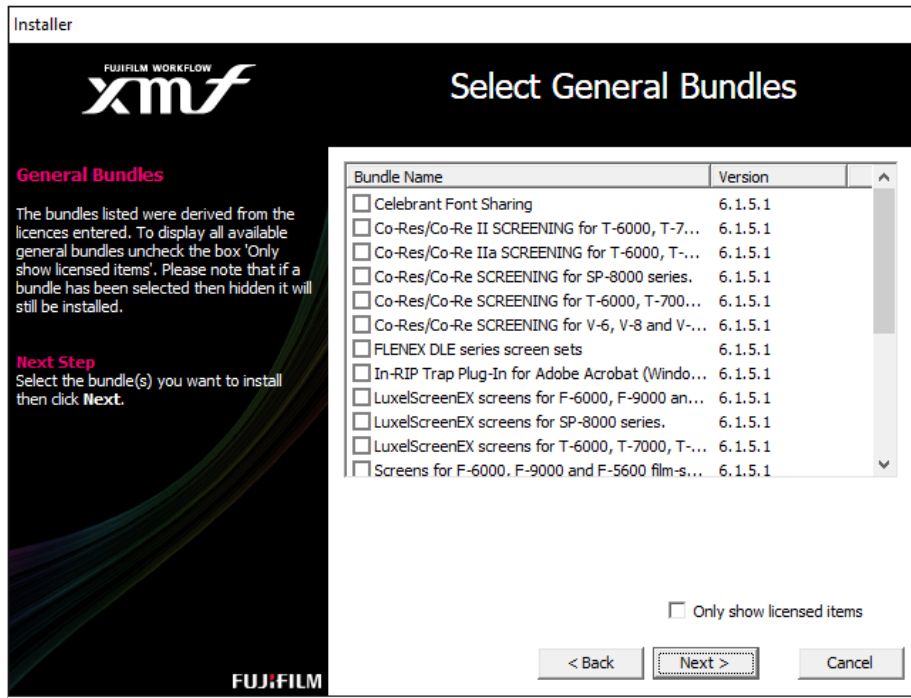 Installer
FUJIFILM WORKFLOW
xmf
Select General Bundles
General Bundles
The bundles listed were derived from the
licences entered. To display all available
general bundles uncheck the box 'Only
show licensed items'. Please note that if a
bundle has been selected then hidden it will
still be installed.
Next Step
Select the bundle(s) you want to install
then click Next.
Bundle Name Version
Celebrant Font Sharing 6.1.5.1
Co-Res/Co-Re II SCREENING for T-6000, T-7... 6.1.5.1
Co-Res/Co-Re IIa SCREENING for T-6000, T-... 6.1.5.1
Co-Res/Co-Re SCREENING for SP-8000 series. 6.1.5.1
Co-Res/Co-Re SCREENING for T-6000, T-700... 6.1.5.1
Co-Res/Co-Re SCREENING for V-6, V-8 and V-... 6.1.5.1
FLENEX DLE series screen sets 6.1.5.1
In-RIP Trap Plug-In for Adobe Acrobat (Windo... 6.1.5.1
LuxelScreenEX screens for F-6000, F-9000 an... 6.1.5.1
LuxelScreenEX screens for SP-8000 series. 6.1.5.1
LuxelScreenEX screens for T-6000, T-7000, T-... 6.1.5.1
Screens for F-6000, F-9000 and F-5600 film-s... 6.1.5.1
Only show licensed items
< Back Next > Cancel
FUJIFILM